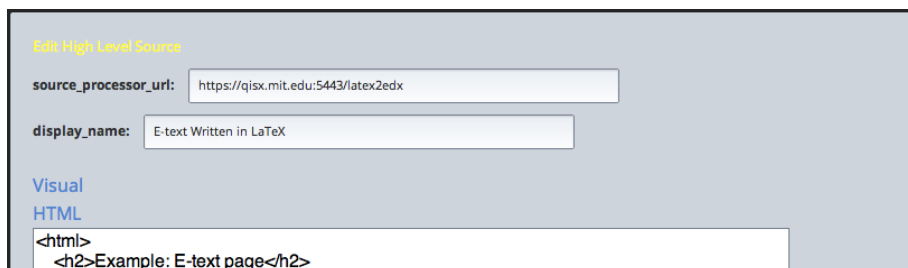 Edit High Level Source
source_processor_url: https://qisx.mit.edu:5443/latex2edx
display_name: E-text Written in LaTeX
Visual
HTML
<html>
<h2>Example: E-text page</h2>